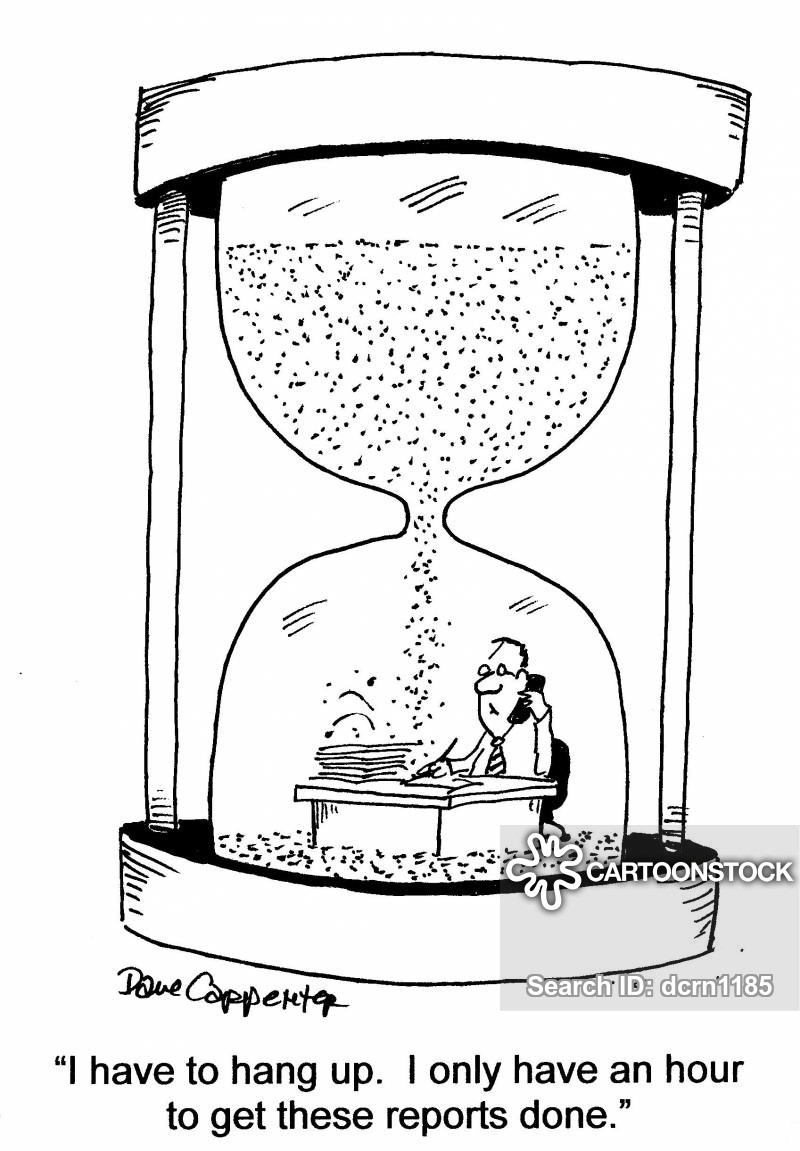 CARTOONSTOCK
Search ID: dcrn1185
Dave Carpenter
“I have to hang up.  I only have an hour
to get these reports done.”